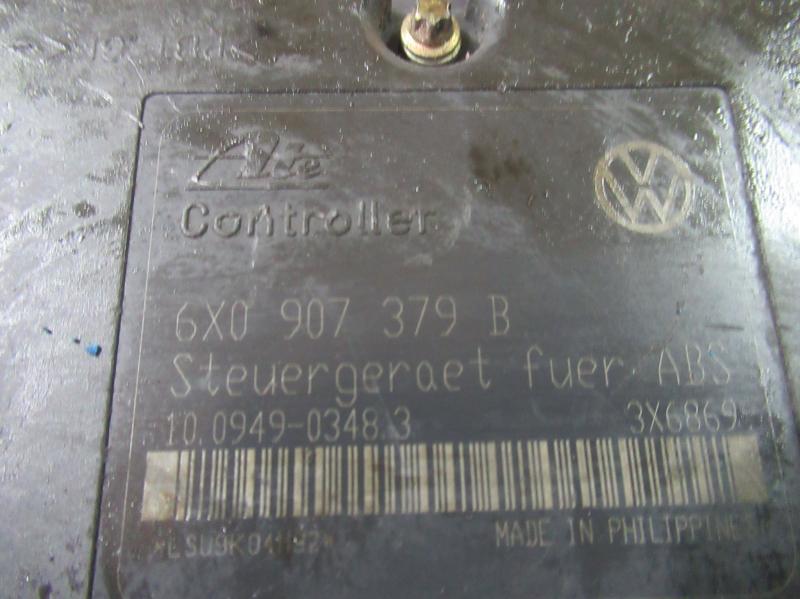 Ate
Controller
6X0 907 379 B
Steuergeraet fuer ABS
10.0949-0348.3 3X6869
MADE IN PHILIPPINES